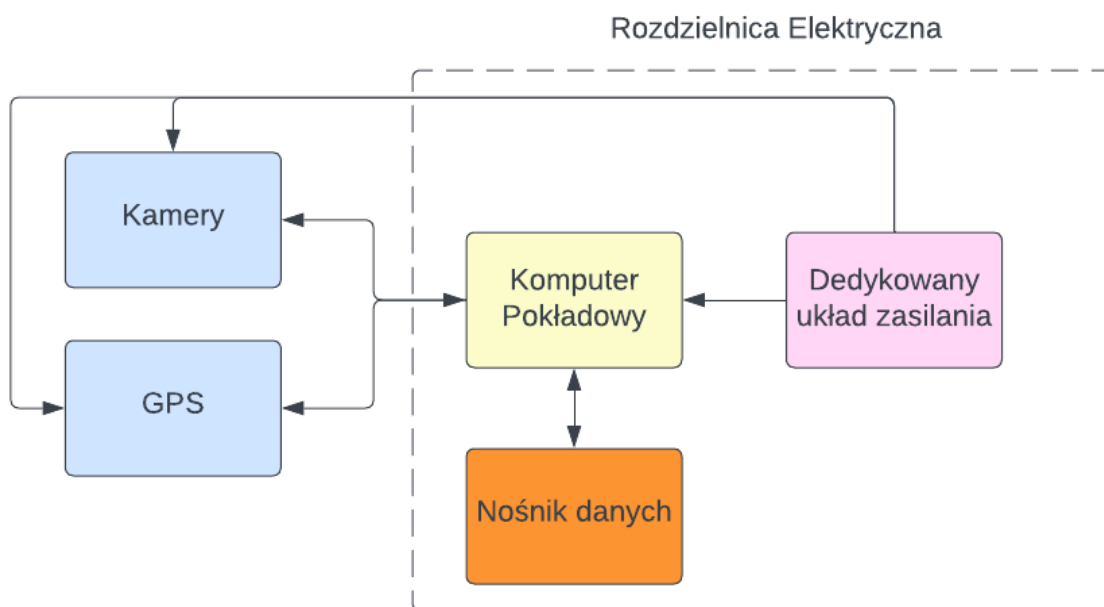 Rozdzielnica Elektryczna
Kamery
Komputer
Pokładowy
Dedykowany
układ zasilania
GPS
Nośnik danych